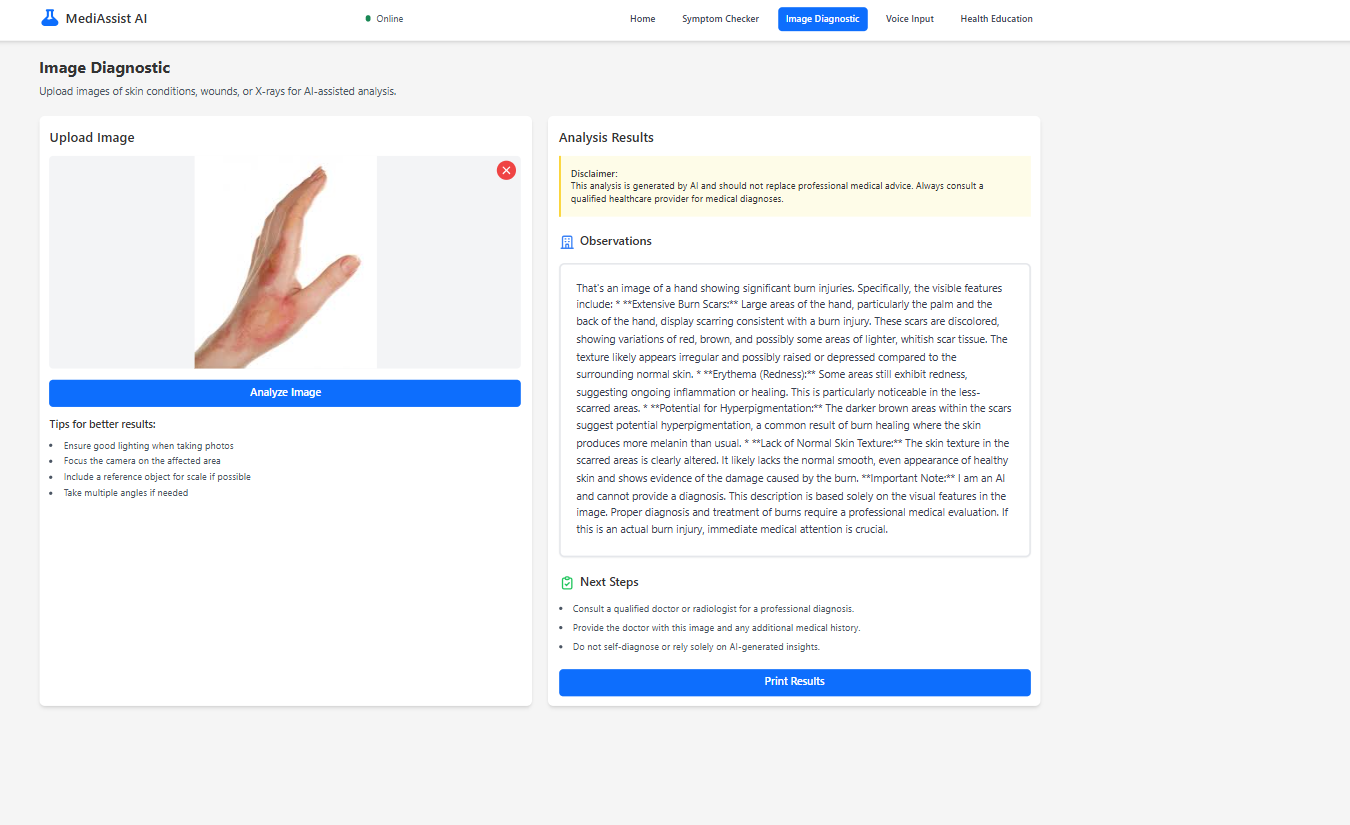 MediAssist AI
Online
Home
Symptom Checker
Image Diagnostic
Voice Input
Health Education
Image Diagnostic
Upload images of skin conditions, wounds, or X-rays for AI-assisted analysis.
Upload Image
Analyze Image
Tips for better results:
Ensure good lighting when taking photos
Focus the camera on the affected area
Include a reference object for scale if possible
Take multiple angles if needed
Analysis Results
Disclaimer:
This analysis is generated by AI and should not replace professional medical advice. Always consult a
qualified healthcare provider for medical diagnoses.
Observations
That's an image of a hand showing significant burn injuries. Specifically, the visible features
include: * **Extensive Burn Scars:** Large areas of the hand, particularly the palm and the
back of the hand, display scarring consistent with a burn injury. These scars are discolored,
showing variations of red, brown, and possibly some areas of lighter, whitish scar tissue. The
texture likely appears irregular and possibly raised or depressed compared to the
surrounding normal skin. * **Erythema (Redness):** Some areas still exhibit redness,
suggesting ongoing inflammation or healing. This is particularly noticeable in the less-
scarred areas. * **Potential for Hyperpigmentation:** The darker brown areas within the scars
suggest potential hyperpigmentation, a common result of burn healing where the skin
produces more melanin than usual. * **Lack of Normal Skin Texture:** The skin texture in the
scarred areas is clearly altered. It likely lacks the normal smooth, even appearance of healthy
skin and shows evidence of the damage caused by the burn. **Important Note:** I am an AI
and cannot provide a diagnosis. This description is based solely on the visual features in the
image. Proper diagnosis and treatment of burns require a professional medical evaluation. If
this is an actual burn injury, immediate medical attention is crucial.
Next Steps
Consult a qualified doctor or radiologist for a professional diagnosis.
Provide the doctor with this image and any additional medical history.
Do not self-diagnose or rely solely on AI-generated insights.
Print Results